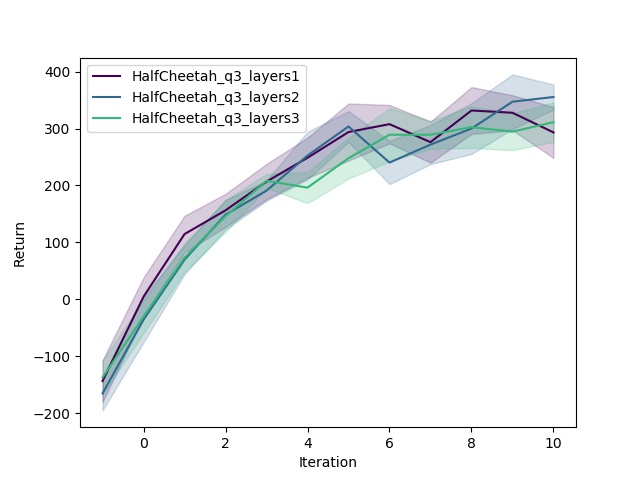 HalfCheetah_q3_layers1
HalfCheetah_q3_layers2
HalfCheetah_q3_layers3
400
300
200
100
0
−100
−200
Return
0 2 4 6 8 10
Iteration